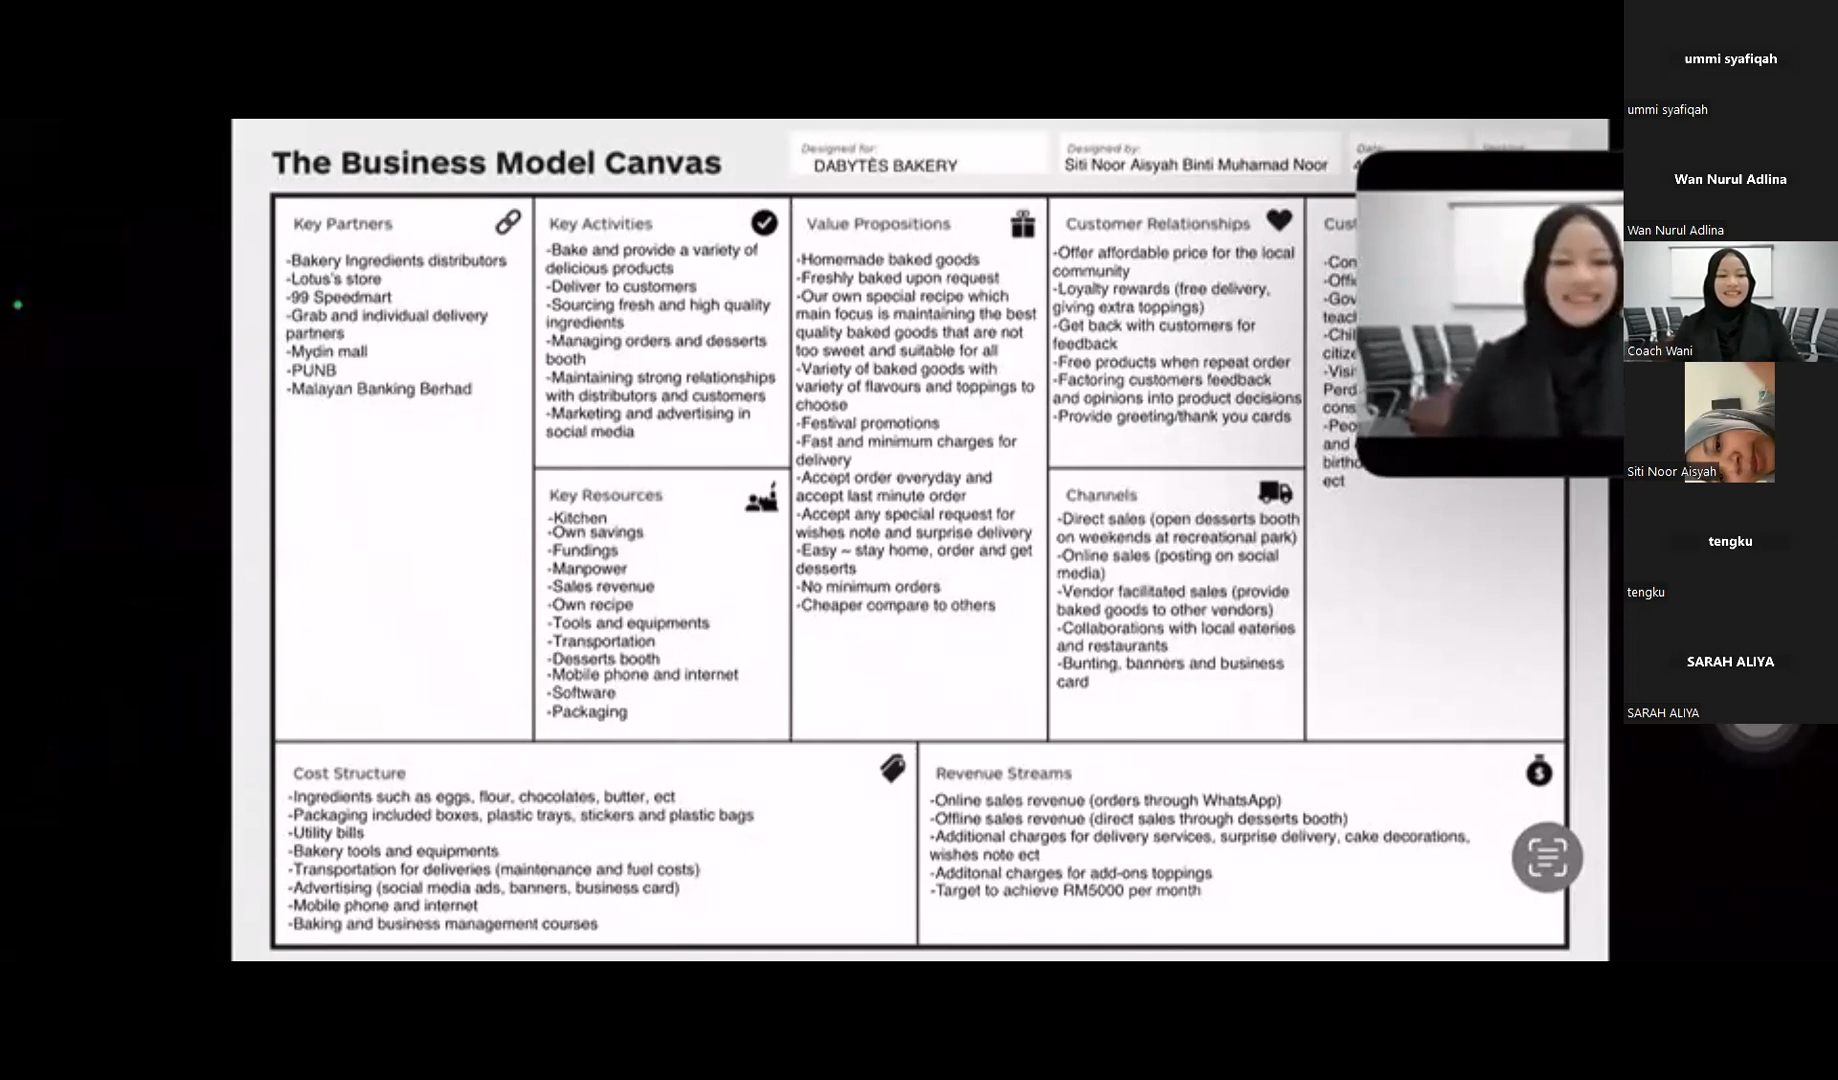 The Business Model Canvas
Designed for:
DABYTÈS BAKERY
Designed by:
Siti Noor Aisyah Binti Muhamad Noor
Date:
Key Partners
-Bakery Ingredients distributors
-Lotus's store
-99 Speedmart
-Grab and individual delivery
partners
-Mydin mall
-PUNB
-Malayan Banking Berhad
Key Activities
-Bake and provide a variety of
delicious products
-Deliver to customers
-Sourcing fresh and high quality
ingredients
-Managing orders and desserts
booth
-Maintaining strong relationships
with distributors and customers
-Marketing and advertising in
social media
Key Resources
-Kitchen
-Own savings
-Fundings
-Manpower
-Sales revenue
-Own recipe
-Tools and equipments
-Transportation
-Desserts booth
-Mobile phone and internet
-Software
-Packaging
Value Propositions
-Homemade baked goods
-Freshly baked upon request
-Our own special recipe which
main focus is maintaining the best
quality baked goods that are not
too sweet and suitable for all
-Variety of baked goods with
variety of flavours and toppings to
choose
-Festival promotions
-Fast and minimum charges for
delivery
-Accept order everyday and
accept last minute order
-Accept any special request for
wishes note and surprise delivery
-Easy ~ stay home, order and get
desserts
-No minimum orders
-Cheaper compare to others
Customer Relationships
-Offer affordable price for the local
community
-Loyalty rewards (free delivery,
giving extra toppings)
-Get back with customers for
feedback
-Free products when repeat order
-Factoring customers feedback
and opinions into product decisions
-Provide greeting/thank you cards
Channels
-Direct sales (open desserts booth
on weekends at recreational park)
-Online sales (posting on social
media)
-Vendor facilitated sales (provide
baked goods to other vendors)
-Collaborations with local eateries
and restaurants
-Bunting, banners and business
card
and
ect
Cost Structure
-Ingredients such as eggs, flour, chocolates, butter, ect
-Packaging included boxes, plastic trays, stickers and plastic bags
-Utility bills
-Bakery tools and equipments
-Transportation for deliveries (maintenance and fuel costs)
-Advertising (social media ads, banners, business card)
-Mobile phone and internet
-Baking and business management courses
Revenue Streams
-Online sales revenue (orders through WhatsApp)
-Offline sales revenue (direct sales through desserts booth)
-Additional charges for delivery services, surprise delivery, cake decorations,
wishes note ect
-Additonal charges for add-ons toppings
-Target to achieve RM5000 per month
ummi syafiqah
ummi syafiqah
Wan Nurul Adlina
Wan Nurul Adlina
Coach Wani
Siti Noor Aisyah
tengku
tengku
SARAH ALIYA
SARAH ALIYA